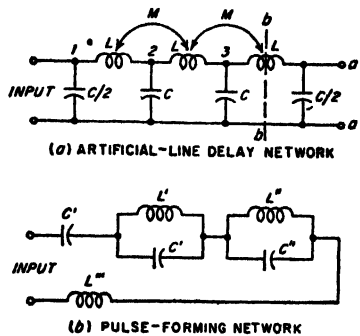 M M b
1 L 2 L 3 L a
INPUT C/2 C C C/2
b a
(a) ARTIFICIAL-LINE DELAY NETWORK
L' L"
C'
C' C"
INPUT
L'"
(b) PULSE-FORMING NETWORK